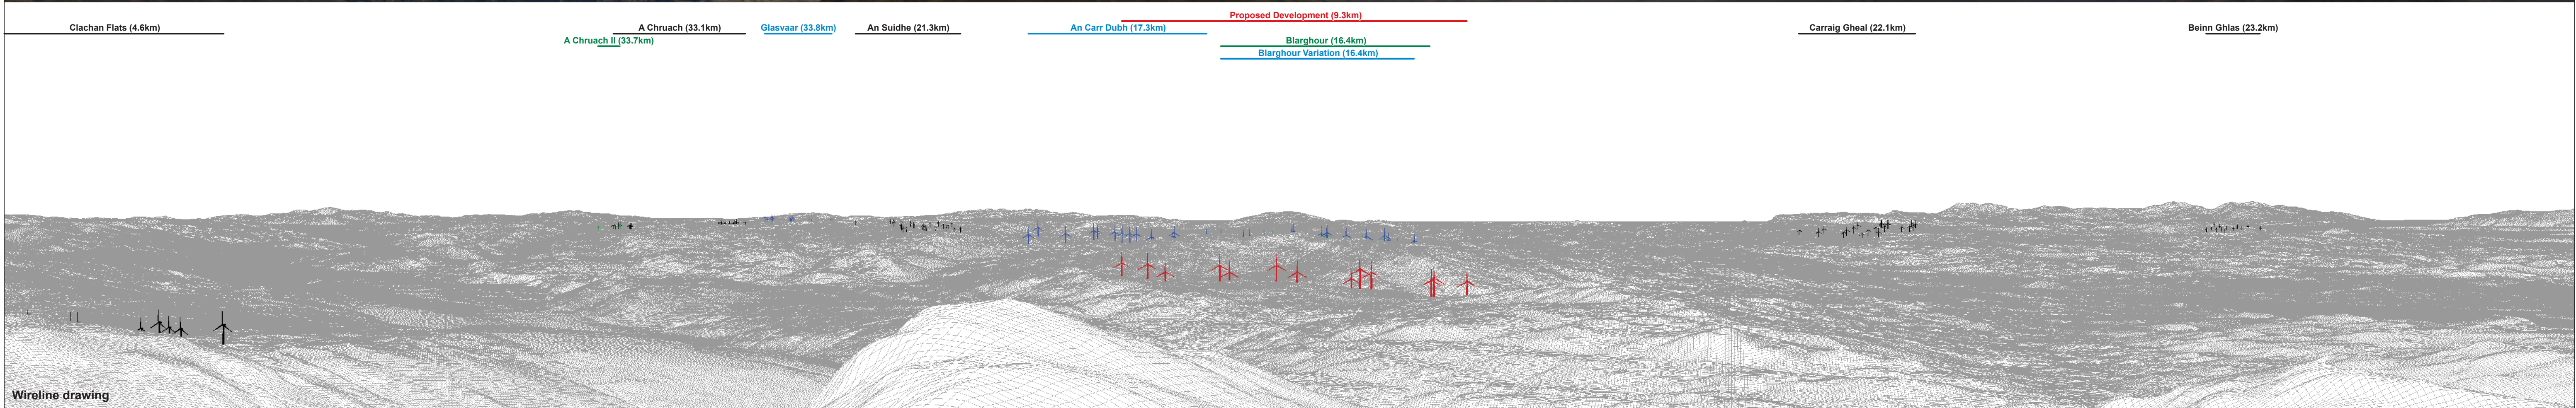 Proposed Development (9.3km)
Clachan Flats (4.6km)
A Chruach (33.1km)
Glasvaar (33.8km)
An Suidhe (21.3km)
An Carr Dubh (17.3km)
Carraig Gheal (22.1km)
Beinn Ghlas (23.2km)
A Chruach II (33.7km)
Blarghour (16.4km)
Blarghour Variation (16.4km)
Wireline drawing